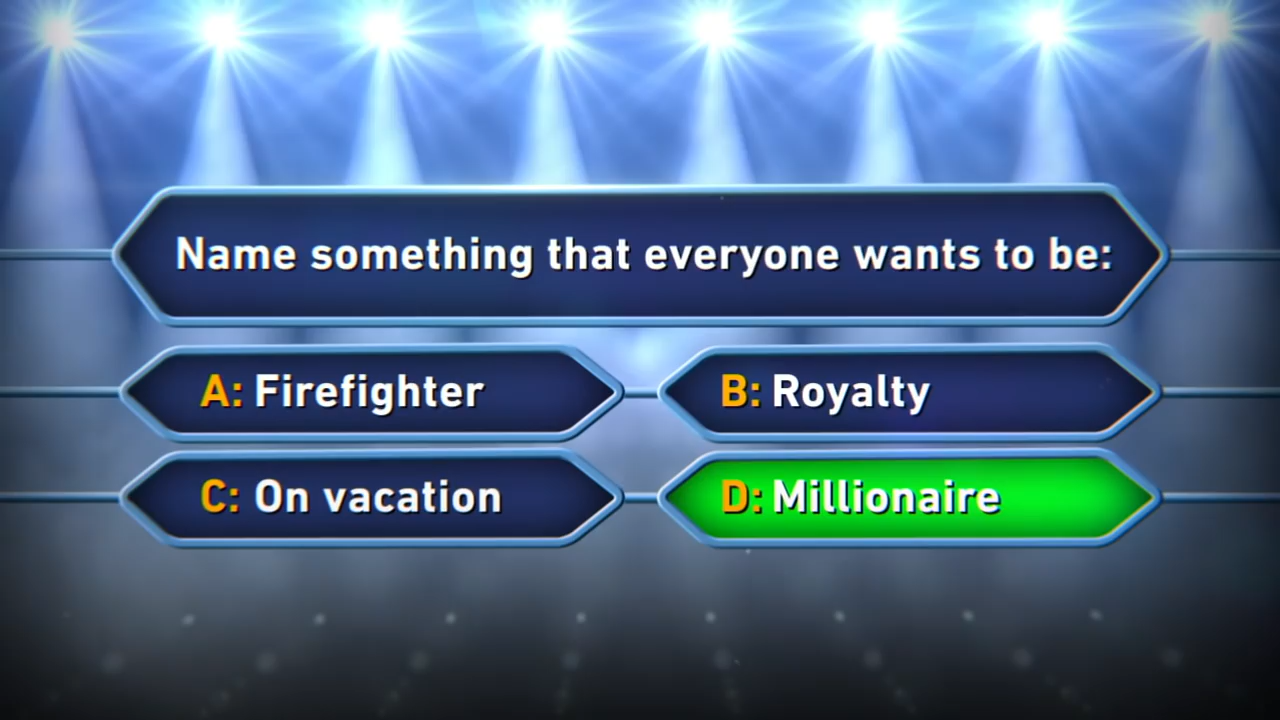 Name something that everyone wants to be:
A: Firefighter
B: Royalty
C: On vacation
D: Millionaire